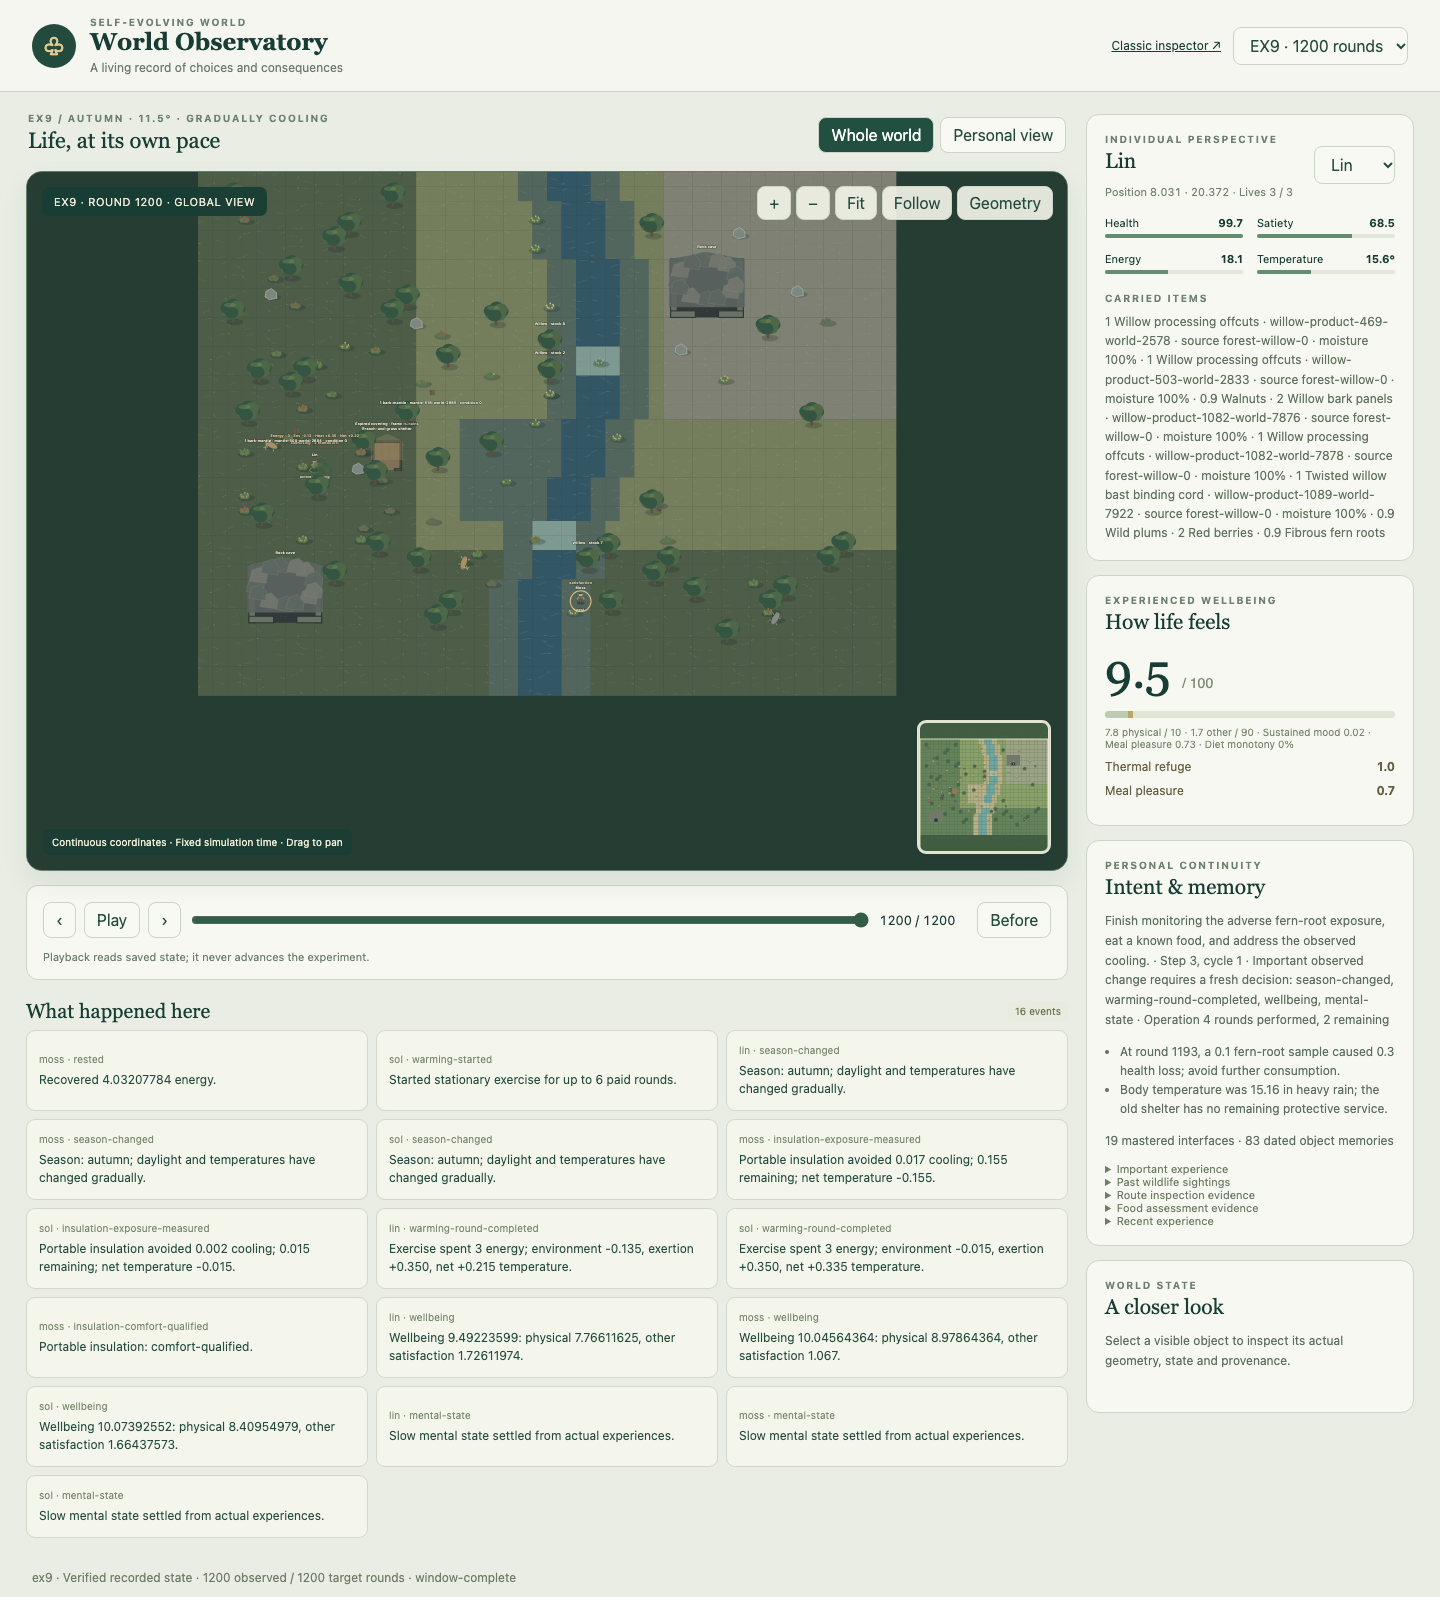 SELF-EVOLVING WORLD
World Observatory
A living record of choices and consequences
Classic inspector ↗
EX9 · 1200 rounds
EX9 / AUTUMN · 11.5° · GRADUALLY COOLING
Life, at its own pace
Whole world
Personal view
EX9 · ROUND 1200 · GLOBAL VIEW
+
−
Fit
Follow
Geometry
Rock cave
Rock cave
Lin
Moss
Continuous coordinates · Fixed simulation time · Drag to pan
‹
Play
›
1200 / 1200
Before
Playback reads saved state; it never advances the experiment.
What happened here
16 events
moss · rested
Recovered 4.03207784 energy.
sol · warming-started
Started stationary exercise for up to 6 paid rounds.
lin · season-changed
Season: autumn; daylight and temperatures have
changed gradually.
moss · season-changed
Season: autumn; daylight and temperatures have
changed gradually.
sol · season-changed
Season: autumn; daylight and temperatures have
changed gradually.
moss · insulation-exposure-measured
Portable insulation avoided 0.017 cooling; 0.155
remaining; net temperature -0.155.
sol · insulation-exposure-measured
Portable insulation avoided 0.002 cooling; 0.015
remaining; net temperature -0.015.
lin · warming-round-completed
Exercise spent 3 energy; environment -0.135, exertion
+0.350, net +0.215 temperature.
sol · warming-round-completed
Exercise spent 3 energy; environment -0.015, exertion
+0.350, net +0.335 temperature.
moss · insulation-comfort-qualified
Portable insulation: comfort-qualified.
lin · wellbeing
Wellbeing 9.49223599: physical 7.76611625, other
satisfaction 1.72611974.
moss · wellbeing
Wellbeing 10.04564364: physical 8.97864364, other
satisfaction 1.067.
sol · wellbeing
Wellbeing 10.07392552: physical 8.40954979, other
satisfaction 1.66437573.
lin · mental-state
Slow mental state settled from actual experiences.
moss · mental-state
Slow mental state settled from actual experiences.
sol · mental-state
Slow mental state settled from actual experiences.
INDIVIDUAL PERSPECTIVE
Lin
Lin
Position 8.031 · 20.372 · Lives 3 / 3
Health 99.7
Satiety 68.5
Energy 18.1
Temperature 15.6°
CARRIED ITEMS
1 Willow processing offcuts · willow-product-469-
world-2578 · source forest-willow-0 · moisture
100% · 1 Willow processing offcuts · willow-
product-503-world-2833 · source forest-willow-0 ·
moisture 100% · 0.9 Walnuts · 2 Willow bark panels
· willow-product-1082-world-7876 · source forest-
willow-0 · moisture 100% · 1 Willow processing
offcuts · willow-product-1082-world-7878 · source
forest-willow-0 · moisture 100% · 1 Twisted willow
bast binding cord · willow-product-1089-world-
7922 · source forest-willow-0 · moisture 100% · 0.9
Wild plums · 2 Red berries · 0.9 Fibrous fern roots
EXPERIENCED WELLBEING
How life feels
9.5 / 100
7.8 physical / 10 · 1.7 other / 90 · Sustained mood 0.02 ·
Meal pleasure 0.73 · Diet monotony 0%
Thermal refuge 1.0
Meal pleasure 0.7
PERSONAL CONTINUITY
Intent & memory
Finish monitoring the adverse fern-root exposure,
eat a known food, and address the observed
cooling. · Step 3, cycle 1 · Important observed
change requires a fresh decision: season-changed,
warming-round-completed, wellbeing, mental-
state · Operation 4 rounds performed, 2 remaining
• At round 1193, a 0.1 fern-root sample caused 0.3
health loss; avoid further consumption.
• Body temperature was 15.16 in heavy rain; the
old shelter has no remaining protective service.
19 mastered interfaces · 83 dated object memories
▶ Important experience
▶ Past wildlife sightings
▶ Route inspection evidence
▶ Food assessment evidence
▶ Recent experience
WORLD STATE
A closer look
Select a visible object to inspect its actual
geometry, state and provenance.
ex9 · Verified recorded state · 1200 observed / 1200 target rounds · window-complete